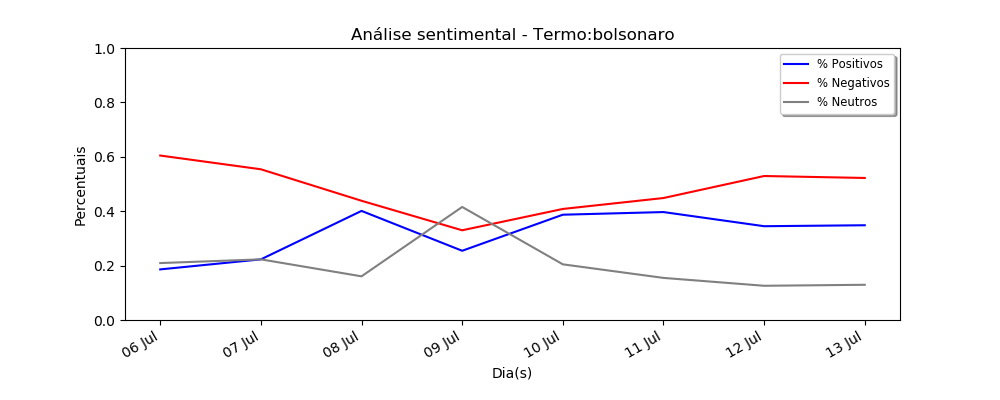 Análise sentimental - Termo:bolsonaro
1.0
0.8
0.6
0.4
0.2
0.0
Percentuais
% Positivos
% Negativos
% Neutros
06 Jul
07 Jul
08 Jul
09 Jul
10 Jul
11 Jul
12 Jul
13 Jul
Dia(s)